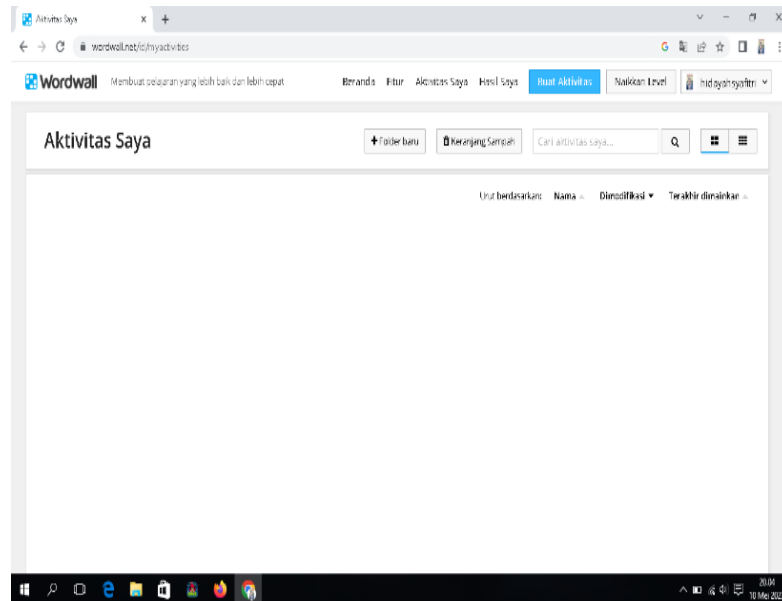 Aktivitas Saya
wordwall.net/id/myactivities
Wordwall Membuat pelajaran yang lebih baik dan lebih cepat Beranda Fitur Aktivitas Saya Hasil Saya Buat Aktivitas Naikkan Level hidayahsyafitri
Aktivitas Saya + Folder baru Keranjang Sampah Cari aktivitas saya...
Urut berdasarkan: Nama Dimodifikasi Terakhir dimainkan
20.04
10 Mei